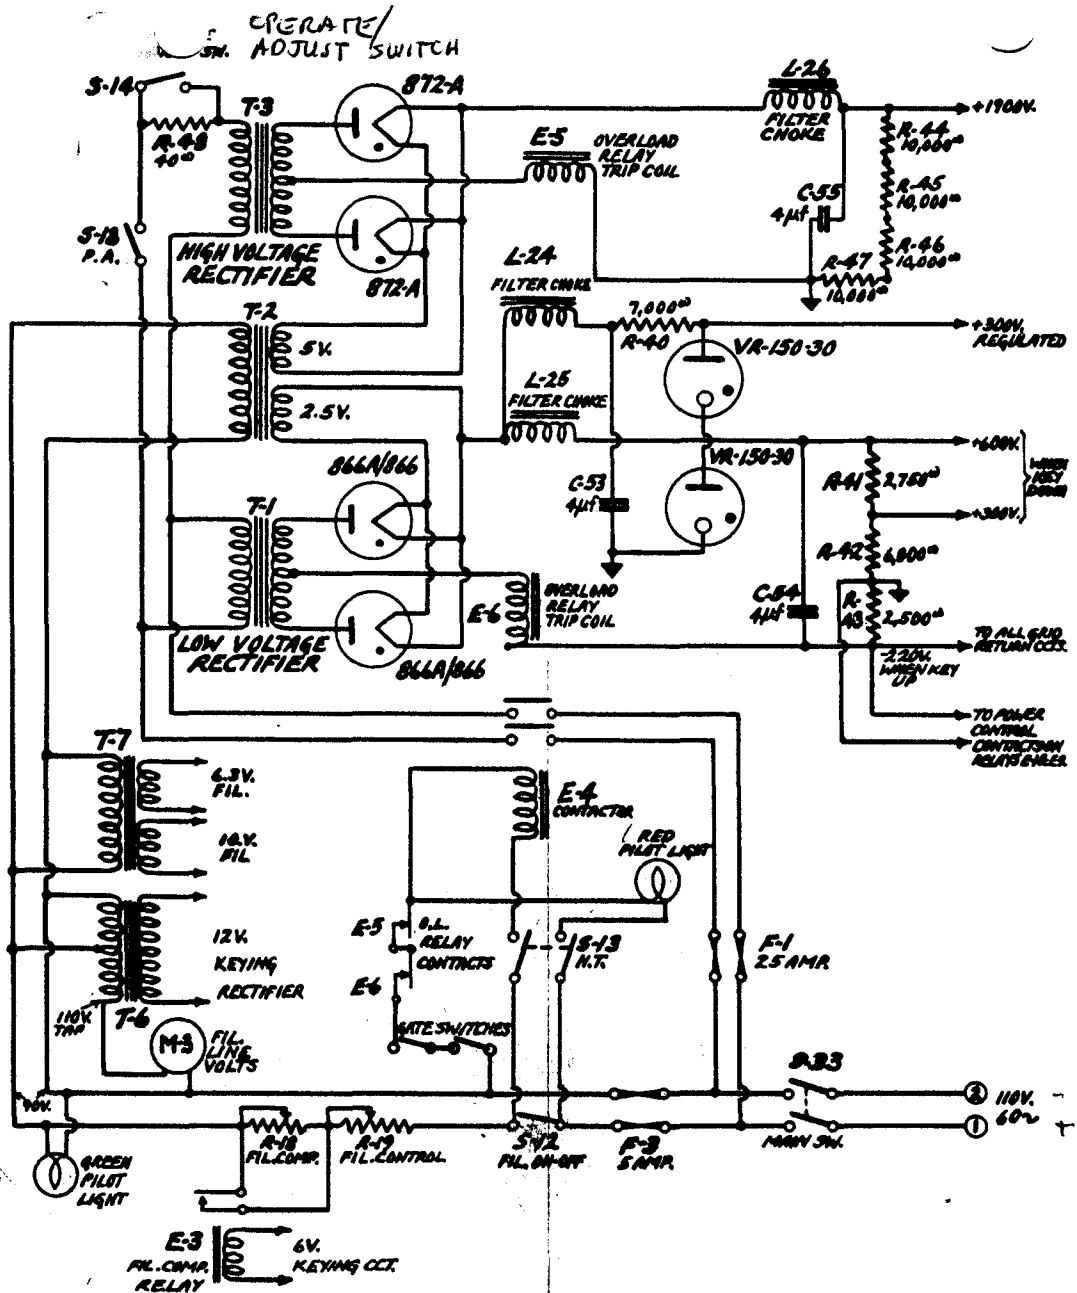 OPERATE/
SW. ADJUST SWITCH
S-14
T-3
872-A
L-26
FILTER
CHOKE
+1900V.
R-48
40Ω
E-5
OVERLOAD
RELAY
TRIP COIL
R-44
10,000Ω
C-55
4μf
R-45
10,000Ω
S-18
P.A.
HIGH VOLTAGE
RECTIFIER
872-A
L-24
FILTER CHOKE
R-47
10,000Ω
R-46
10,000Ω
T-2
5V.
2.5V.
7,000Ω
R-40
VR-150-30
+300V.
REGULATED
L-25
FILTER CHOKE
866A/866
VR-150-30
+600V.
WHEN
KEY
DOWN
T-1
C-53
4μf
R-41
2,750Ω
+300V.
R-42
4,000Ω
E-6
OVERLOAD
RELAY
TRIP COIL
C-54
4μf
R-
43
2,500Ω
LOW VOLTAGE
RECTIFIER
866A/866
TO ALL GRID
RETURN CCTS.
-220V.
WHEN KEY
UP
TO POWER
CONTROL
CONTACTS ON
T-7
6.3V.
FIL.
10V.
FIL
E-4
CONTACTOR
RED
PILOT LIGHT
E-5
O.L.
RELAY
CONTACTS
E-6
S-13
H.T.
F-1
25 AMP.
12V.
KEYING
RECTIFIER
110V.
TAP
T-6
M-3
FIL.
LINE
VOLTS
GATE SWITCHES
S-33
MAIN SW.
2
1
110V.
60~
90V.
R-18
FIL.COMP.
R-19
FIL.CONTROL
S-12
FIL. ON-OFF
F-3
5 AMP.
GREEN
PILOT
LIGHT
E-3
FIL.COMP.
RELAY
6V.
KEYING CCT.